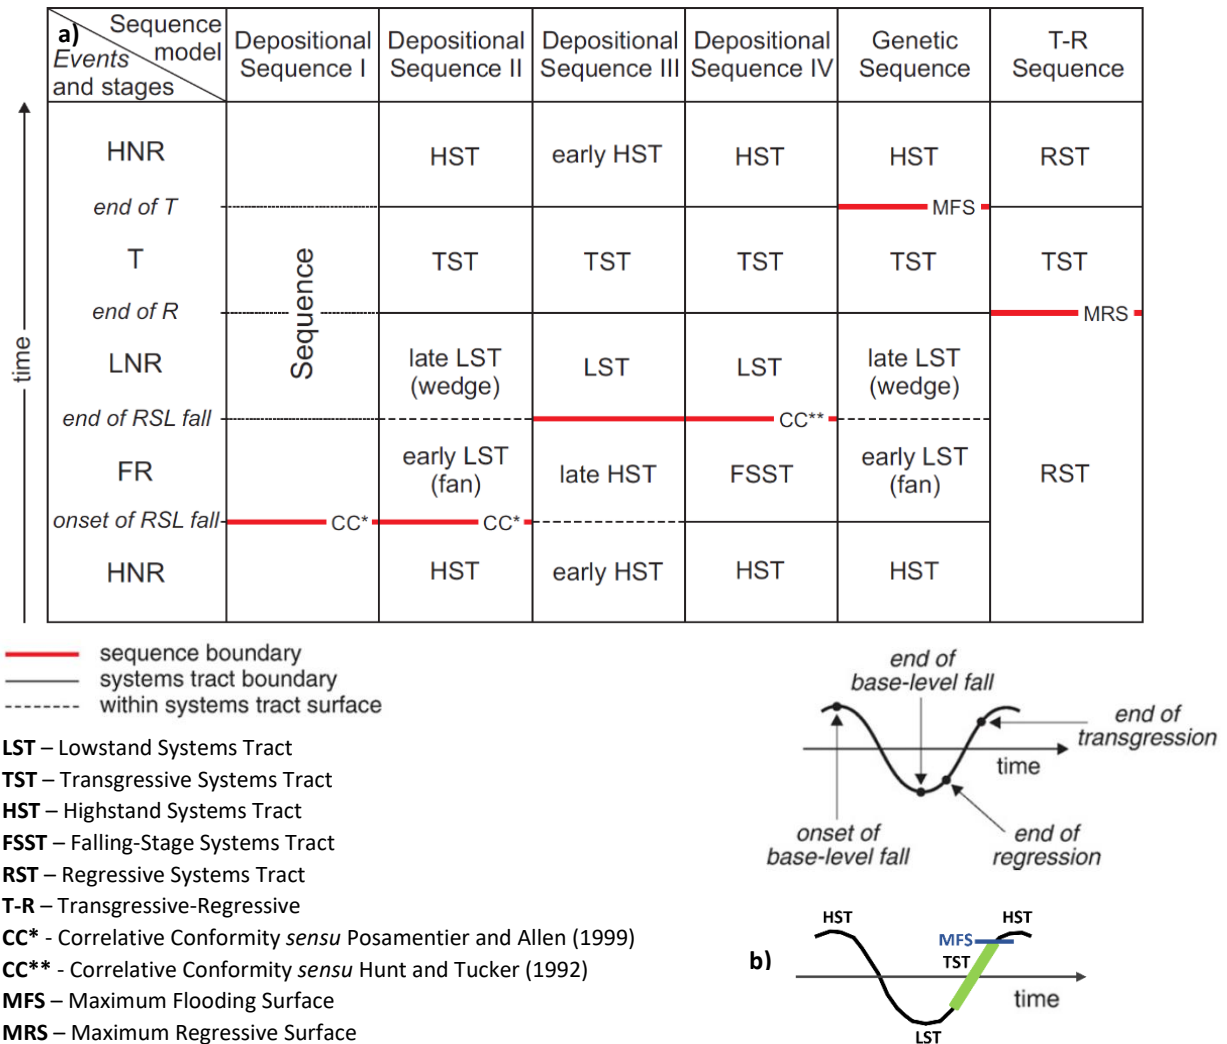 a) Sequence model
Events and stages
Depositional Sequence I
Depositional Sequence II
Depositional Sequence III
Depositional Sequence IV
Genetic Sequence
T-R Sequence
time
HNR
HST
early HST
HST
HST
RST
end of T
MFS
T
Sequence
TST
TST
TST
TST
TST
end of R
MRS
LNR
late LST (wedge)
LST
LST
late LST (wedge)
end of RSL fall
CC**
FR
early LST (fan)
late HST
FSST
early LST (fan)
RST
onset of RSL fall
CC*
CC*
HNR
HST
early HST
HST
HST
sequence boundary
systems tract boundary
within systems tract surface
LST – Lowstand Systems Tract
TST – Transgressive Systems Tract
HST – Highstand Systems Tract
FSST – Falling-Stage Systems Tract
RST – Regressive Systems Tract
T-R – Transgressive-Regressive
CC* - Correlative Conformity sensu Posamentier and Allen (1999)
CC** - Correlative Conformity sensu Hunt and Tucker (1992)
MFS – Maximum Flooding Surface
MRS – Maximum Regressive Surface
end of
base-level fall
end of
transgression
time
onset of
base-level fall
end of
regression
b)
HST
HST
MFS
TST
time
LST